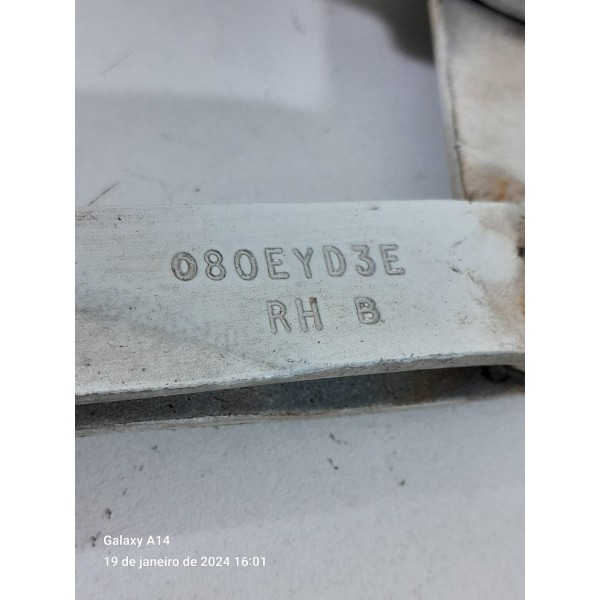 080EYD3E
RH B
Galaxy A14
19 de janeiro de 2024 16:01